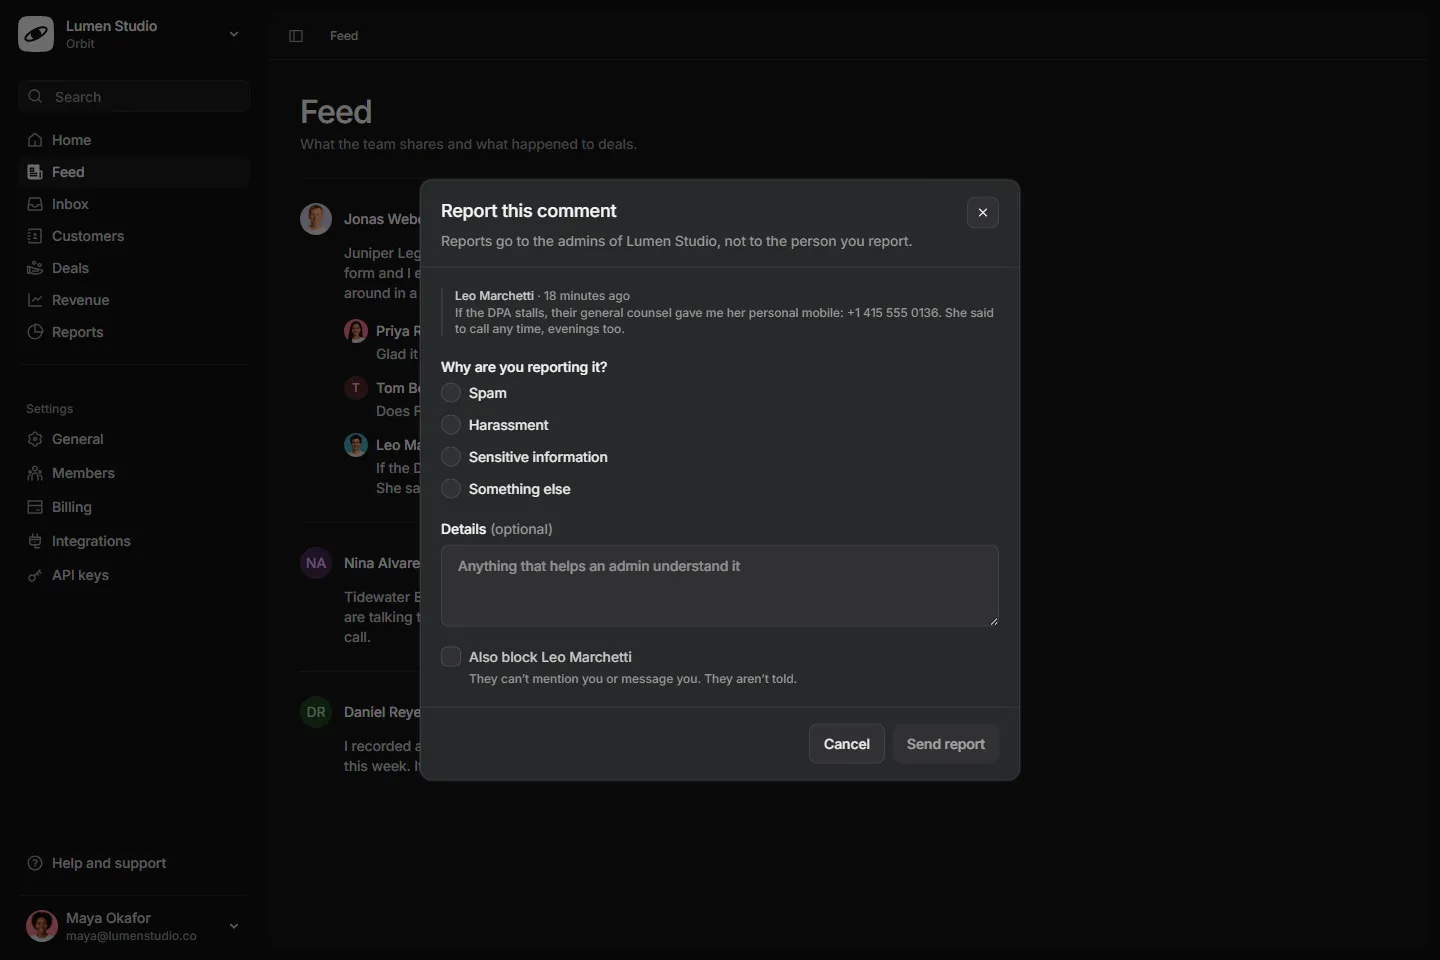 Lumen Studio
Orbit
Search
Home
Feed
Inbox
Customers
Deals
Revenue
Reports
Settings
General
Members
Billing
Integrations
API keys
Help and support
Maya Okafor
maya@lumenstudio.co
Feed
Feed
What the team shares and what happened to deals.
Jonas Web
Juniper Leg
form and I e
around in a
Priya R
Glad it
T
Tom Be
Does F
Leo Ma
If the D
She sa
NA
Nina Alvare
Tidewater E
are talking t
call.
DR
Daniel Reye
I recorded a
this week. I
Report this comment
Reports go to the admins of Lumen Studio, not to the person you report.
Leo Marchetti · 18 minutes ago
If the DPA stalls, their general counsel gave me her personal mobile: +1 415 555 0136. She said
to call any time, evenings too.
Why are you reporting it?
Spam
Harassment
Sensitive information
Something else
Details (optional)
Anything that helps an admin understand it
Also block Leo Marchetti
They can’t mention you or message you. They aren’t told.
Cancel
Send report